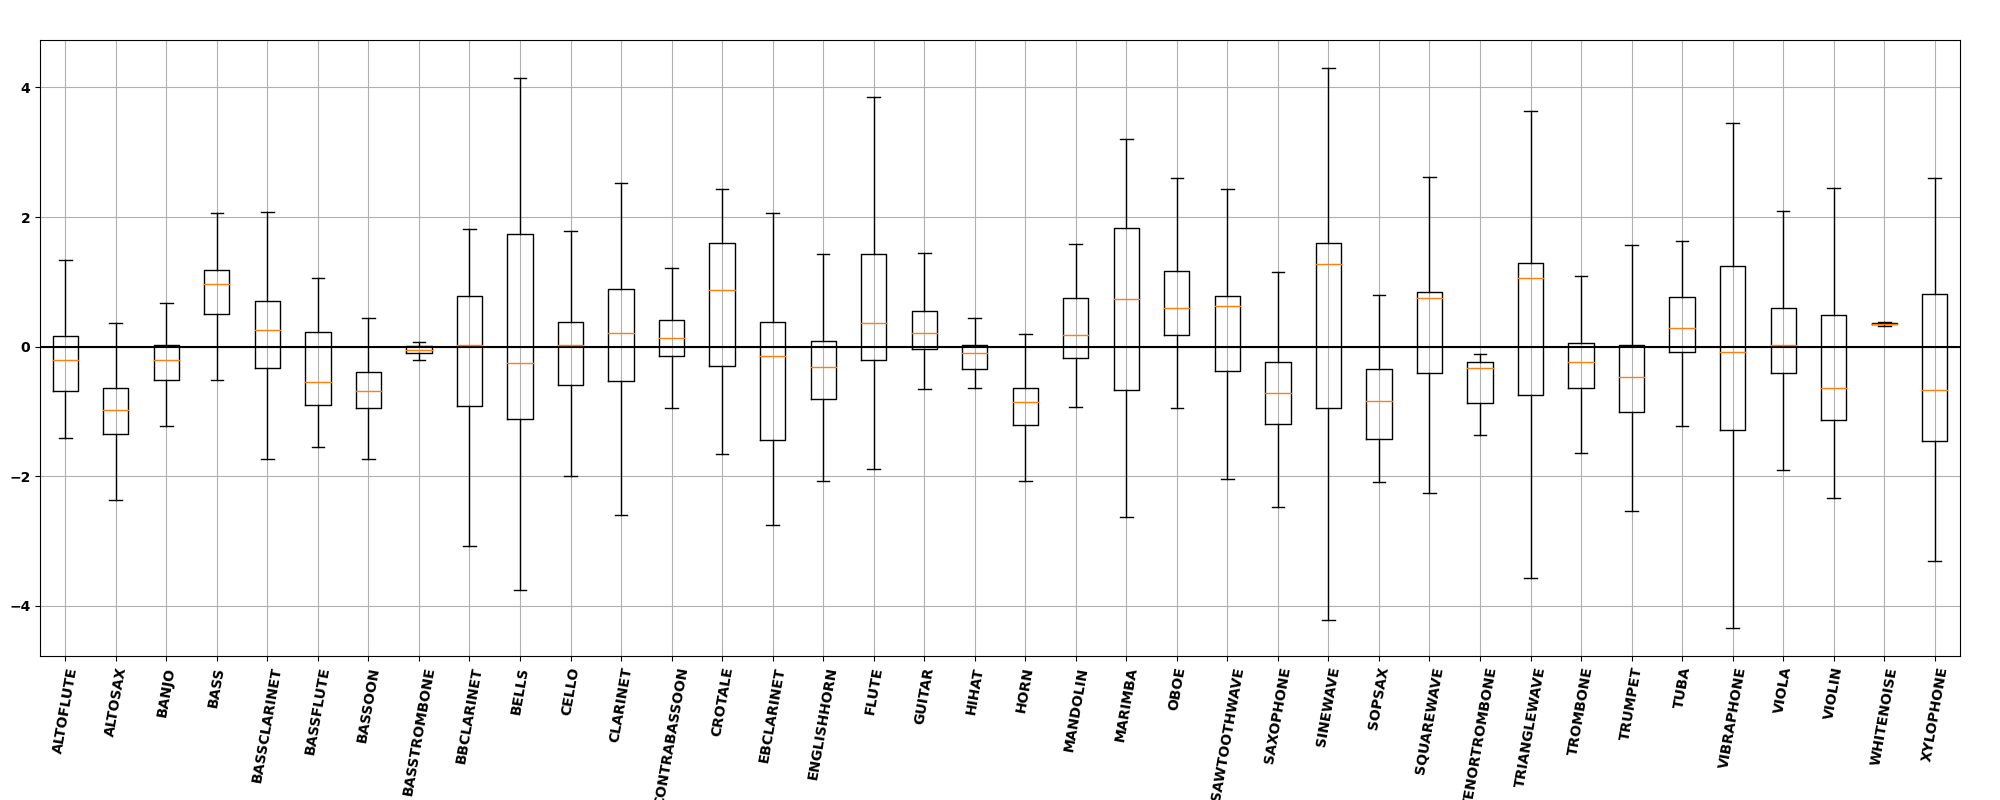 4
2
0
−2
−4
ALTOFLUTE
ALTOSAX
BANJO
BASS
BASSCLARINET
BASSFLUTE
BASSOON
BASSTROMBONE
BBCLARINET
BELLS
CELLO
CLARINET
CONTRABASSOON
CROTALE
EBCLARINET
ENGLISHHORN
FLUTE
GUITAR
HIHAT
HORN
MANDOLIN
MARIMBA
OBOE
SAWTOOTHWAVE
SAXOPHONE
SINEWAVE
SOPSAX
SQUAREWAVE
ENORTROMBONE
TRIANGLEWAVE
TROMBONE
TRUMPET
TUBA
VIBRAPHONE
VIOLA
VIOLIN
WHITENOISE
XYLOPHONE